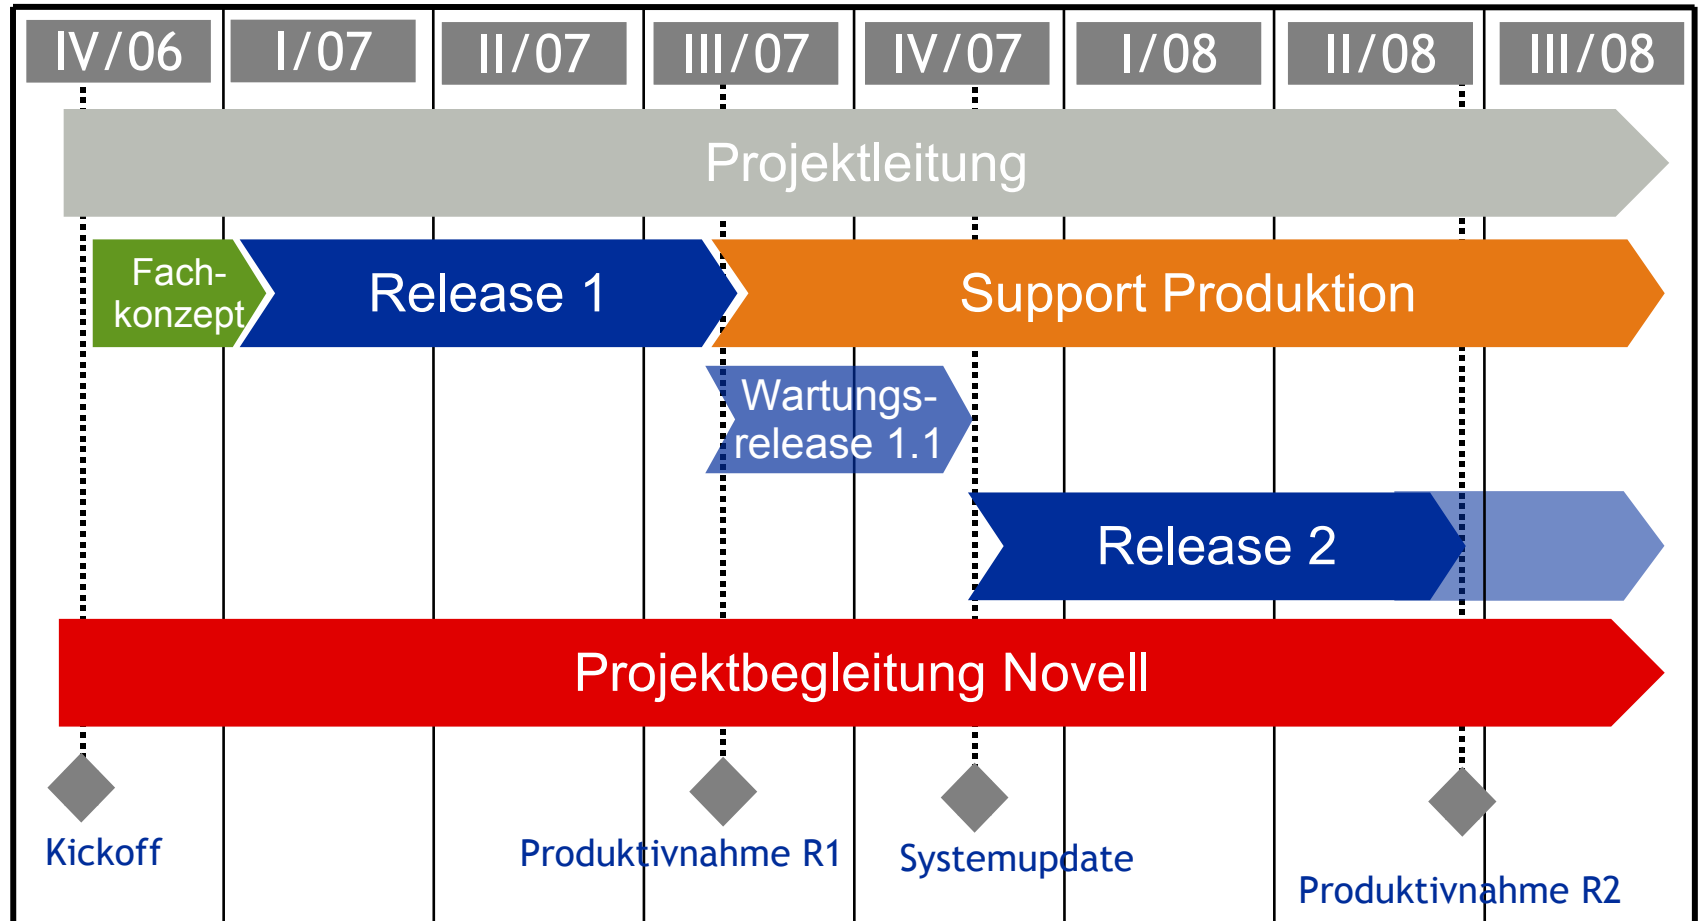 IV/06 I/07 II/07 III/07 IV/07 I/08 II/08 III/08
Projektleitung
Fach-
konzept
Release 1
Support Produktion
Wartungs-
release 1.1
Release 2
Projektbegleitung Novell
Kickoff
Produktivnahme R1
Systemupdate
Produktivnahme R2